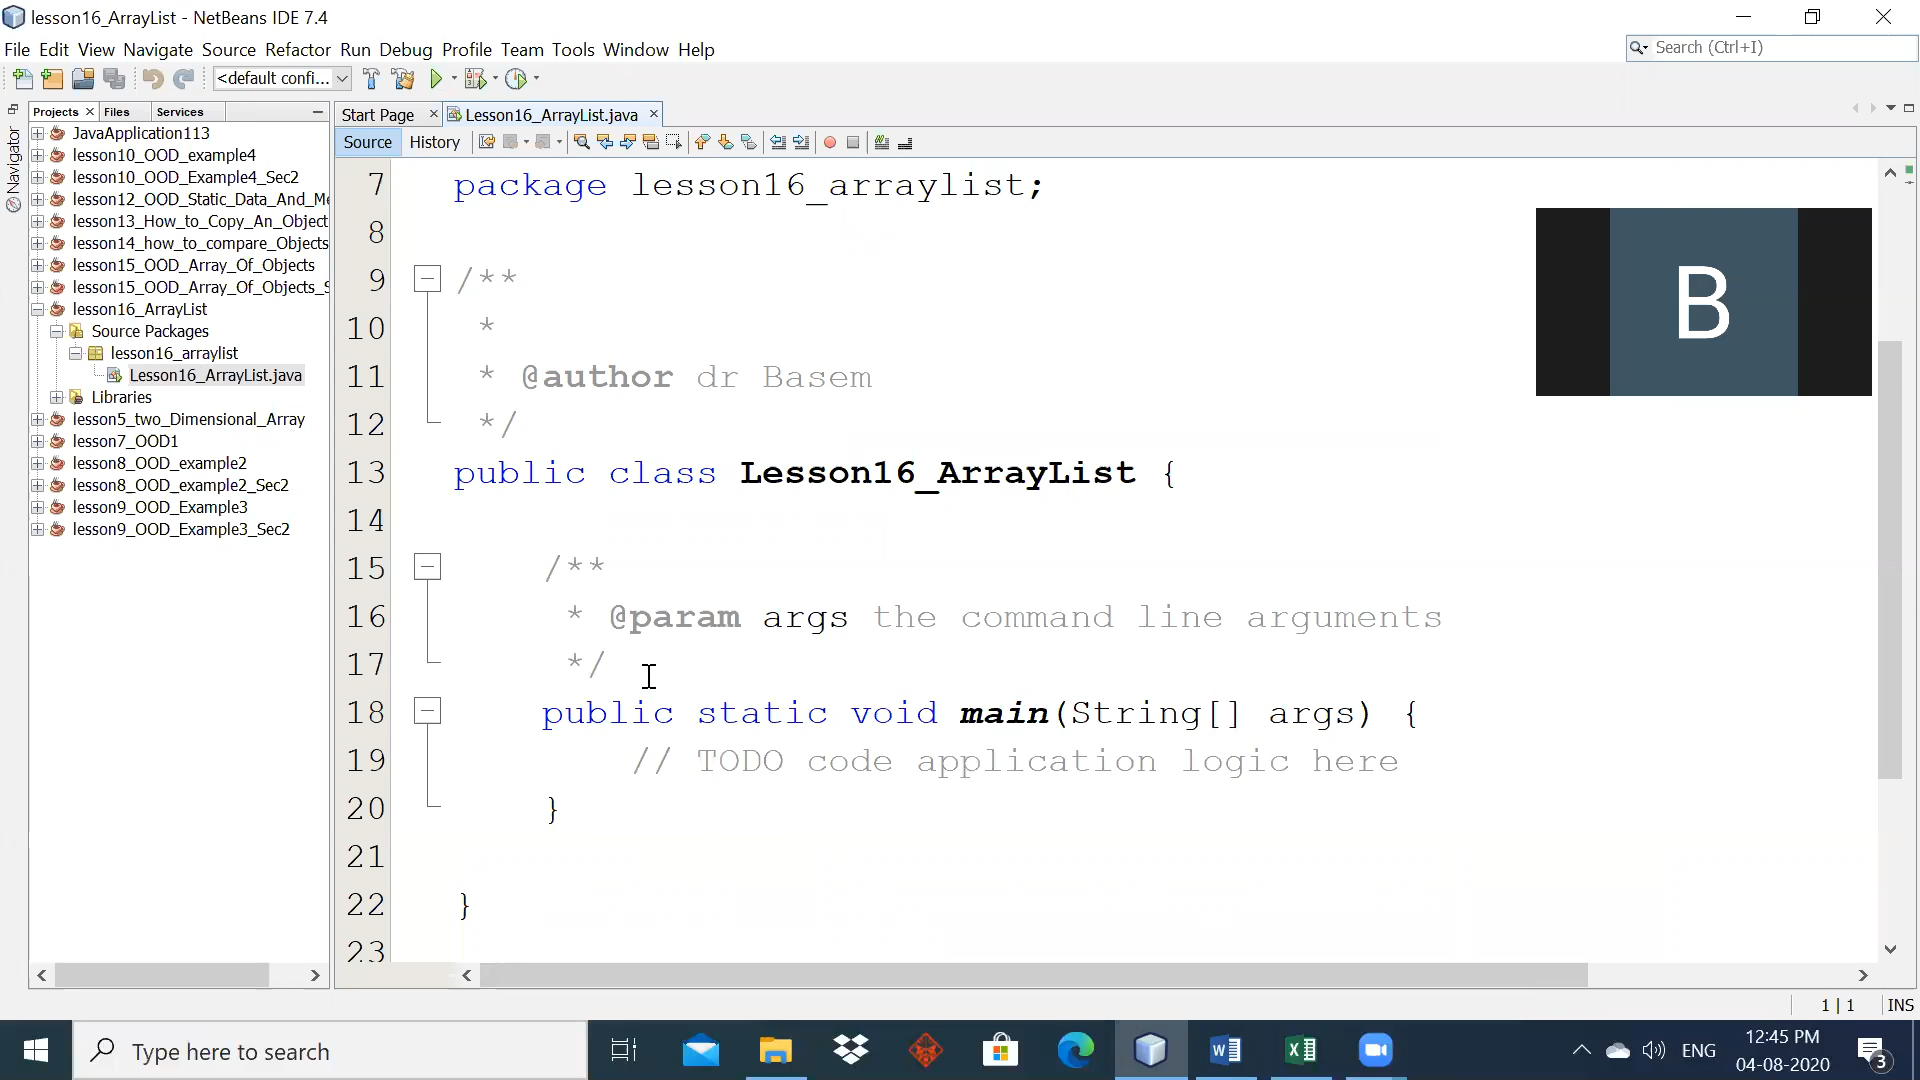 lesson16_ArrayList - NetBeans IDE 7.4
File Edit View Navigate Source Refactor Run Debug Profile Team Tools Window Help
Search (Ctrl+I)
<default confi...
Projects Files Services
Start Page Lesson16_ArrayList.java
Source History
Navigator
JavaApplication113
lesson10_OOD_example4
lesson10_OOD_Example4_Sec2
lesson12_OOD_Static_Data_And_Me
lesson13_How_to_Copy_An_Object
lesson14_how_to_compare_Objects
lesson15_OOD_Array_Of_Objects
lesson15_OOD_Array_Of_Objects_S
lesson16_ArrayList
Source Packages
lesson16_arraylist
Lesson16_ArrayList.java
Libraries
lesson5_two_Dimensional_Array
lesson7_OOD1
lesson8_OOD_example2
lesson8_OOD_example2_Sec2
lesson9_OOD_Example3
lesson9_OOD_Example3_Sec2
7 package lesson16_arraylist;
8
9 /**
10 *
11 * @author dr Basem
12 */
13 public class Lesson16_ArrayList {
14
15 /**
16 * @param args the command line arguments
17 */
18 public static void main(String[] args) {
19 // TODO code application logic here
20 }
21
22 }
23
B
1 | 1 INS
Type here to search
ENG
12:45 PM
04-08-2020
3